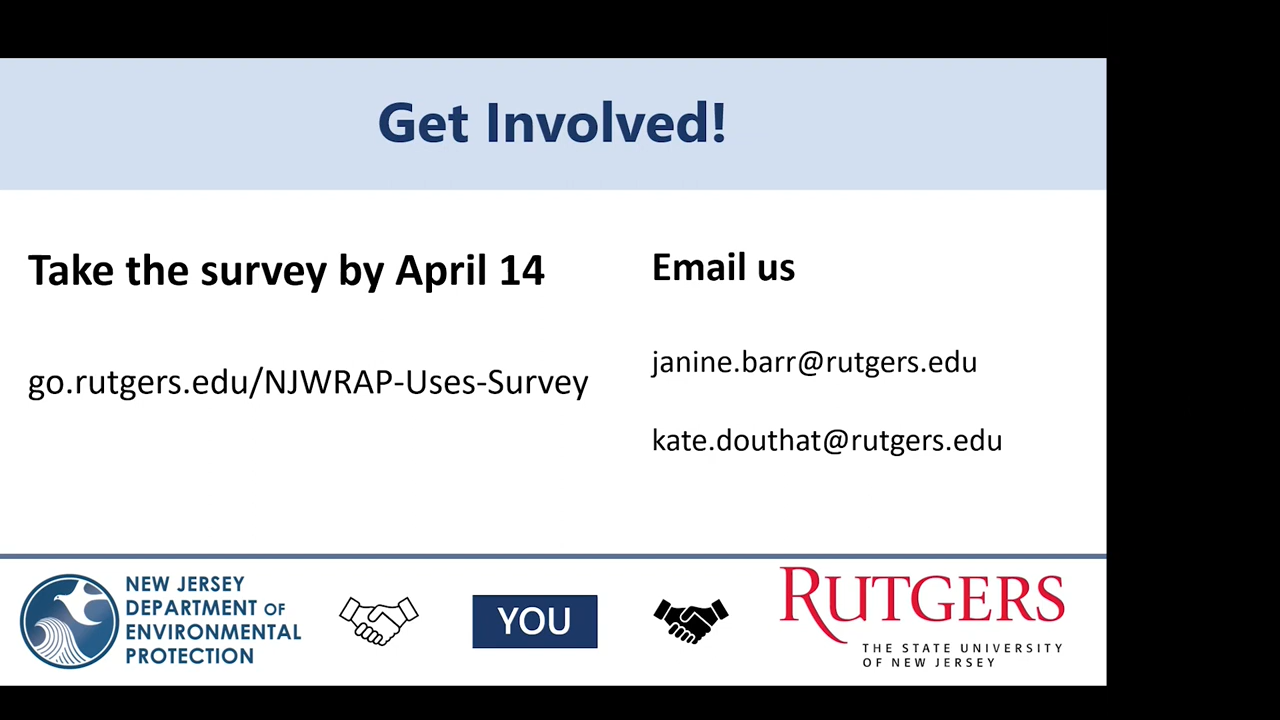 Get Involved!
Take the survey by April 14
go.rutgers.edu/NJWRAP-Uses-Survey
Email us
janine.barr@rutgers.edu
kate.douthat@rutgers.edu
NEW JERSEY
DEPARTMENT OF
ENVIRONMENTAL
PROTECTION
YOU
RUTGERS
THE STATE UNIVERSITY
OF NEW JERSEY